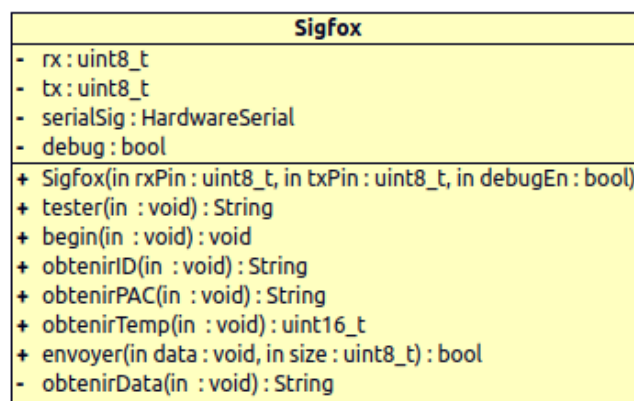 Sigfox
- rx : uint8_t
- tx : uint8_t
- serialSig : HardwareSerial
- debug : bool
+ Sigfox(in rxPin : uint8_t, in txPin : uint8_t, in debugEn : bool)
+ tester(in  : void) : String
+ begin(in  : void) : void
+ obtenirID(in  : void) : String
+ obtenirPAC(in  : void) : String
+ obtenirTemp(in  : void) : uint16_t
+ envoyer(in data : void, in size : uint8_t) : bool
- obtenirData(in  : void) : String